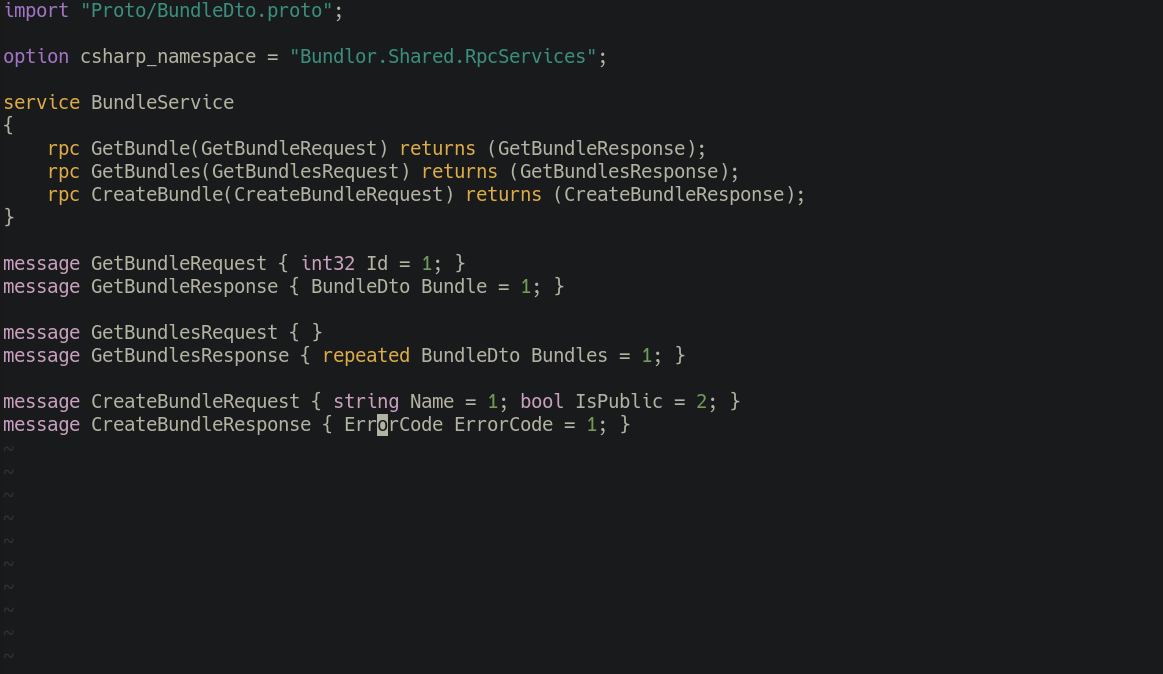 import "Proto/BundleDto.proto";

option csharp_namespace = "Bundlor.Shared.RpcServices";

service BundleService
{
    rpc GetBundle(GetBundleRequest) returns (GetBundleResponse);
    rpc GetBundles(GetBundlesRequest) returns (GetBundlesResponse);
    rpc CreateBundle(CreateBundleRequest) returns (CreateBundleResponse);
}

message GetBundleRequest { int32 Id = 1; }
message GetBundleResponse { BundleDto Bundle = 1; }

message GetBundlesRequest { }
message GetBundlesResponse { repeated BundleDto Bundles = 1; }

message CreateBundleRequest { string Name = 1; bool IsPublic = 2; }
message CreateBundleResponse { ErrorCode ErrorCode = 1; }
~
~
~
~
~
~
~
~
~
~